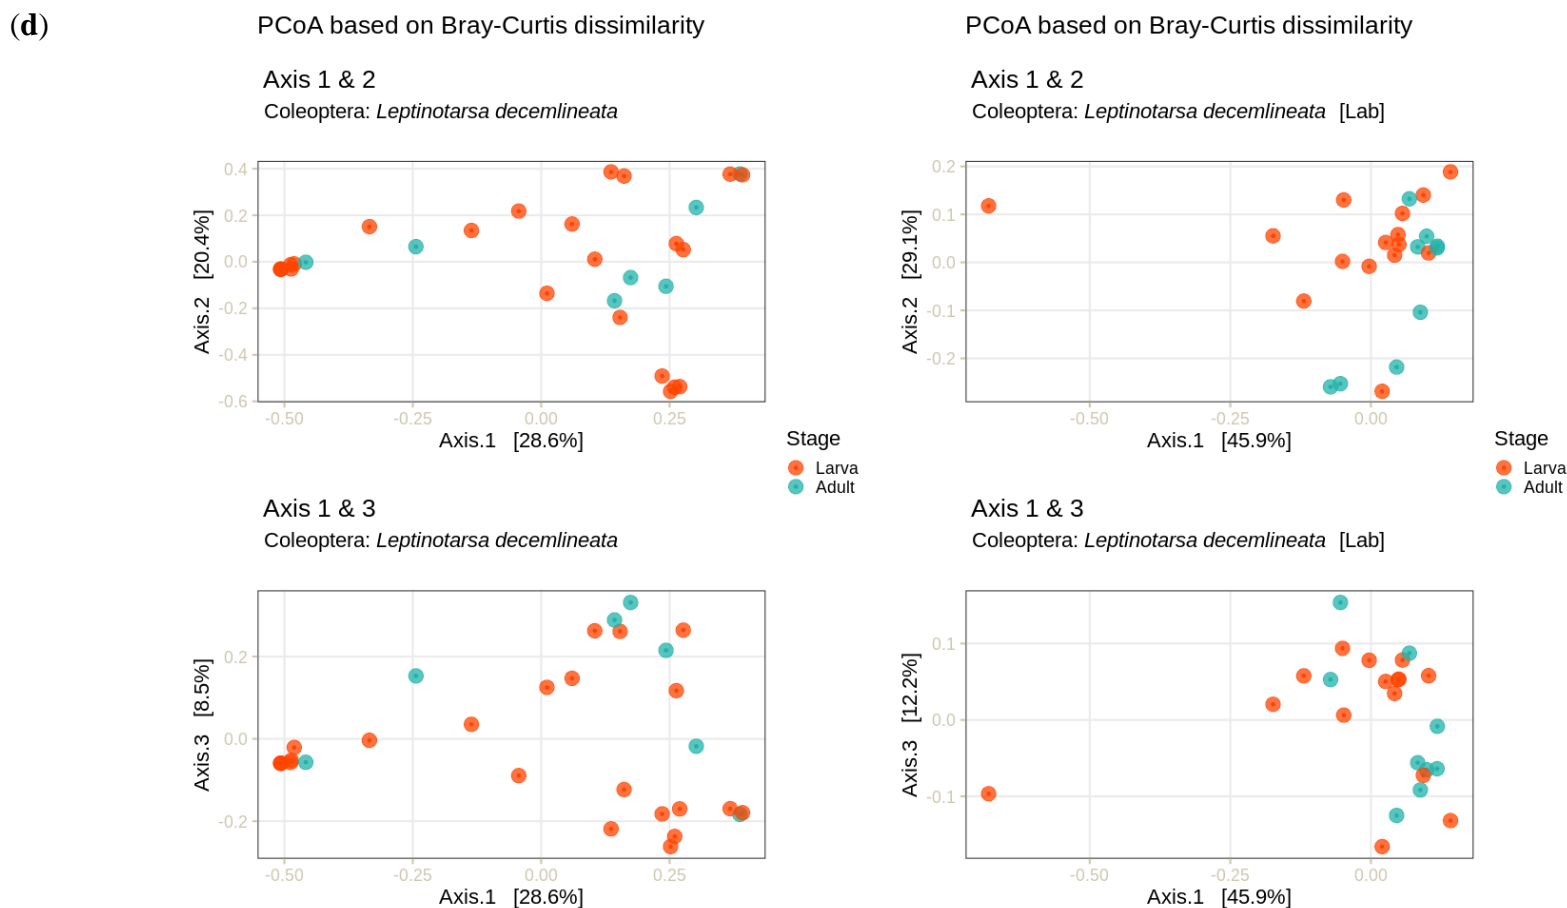 (d)
PCoA based on Bray-Curtis dissimilarity
Axis 1 & 2
Coleoptera: Leptinotarsa decemlineata
0.4
0.2
0.0
-0.2
-0.4
-0.6
Axis.2 [20.4%]
-0.50 -0.25 0.00 0.25
Axis.1 [28.6%]
Stage
Larva
Adult
Axis 1 & 3
Coleoptera: Leptinotarsa decemlineata
0.2
0.0
-0.2
Axis.3 [8.5%]
-0.50 -0.25 0.00 0.25
Axis.1 [28.6%]
PCoA based on Bray-Curtis dissimilarity
Axis 1 & 2
Coleoptera: Leptinotarsa decemlineata [Lab]
0.2
0.1
0.0
-0.1
-0.2
Axis.2 [29.1%]
-0.50 -0.25 0.00
Axis.1 [45.9%]
Stage
Larva
Adult
Axis 1 & 3
Coleoptera: Leptinotarsa decemlineata [Lab]
0.1
0.0
-0.1
Axis.3 [12.2%]
-0.50 -0.25 0.00
Axis.1 [45.9%]